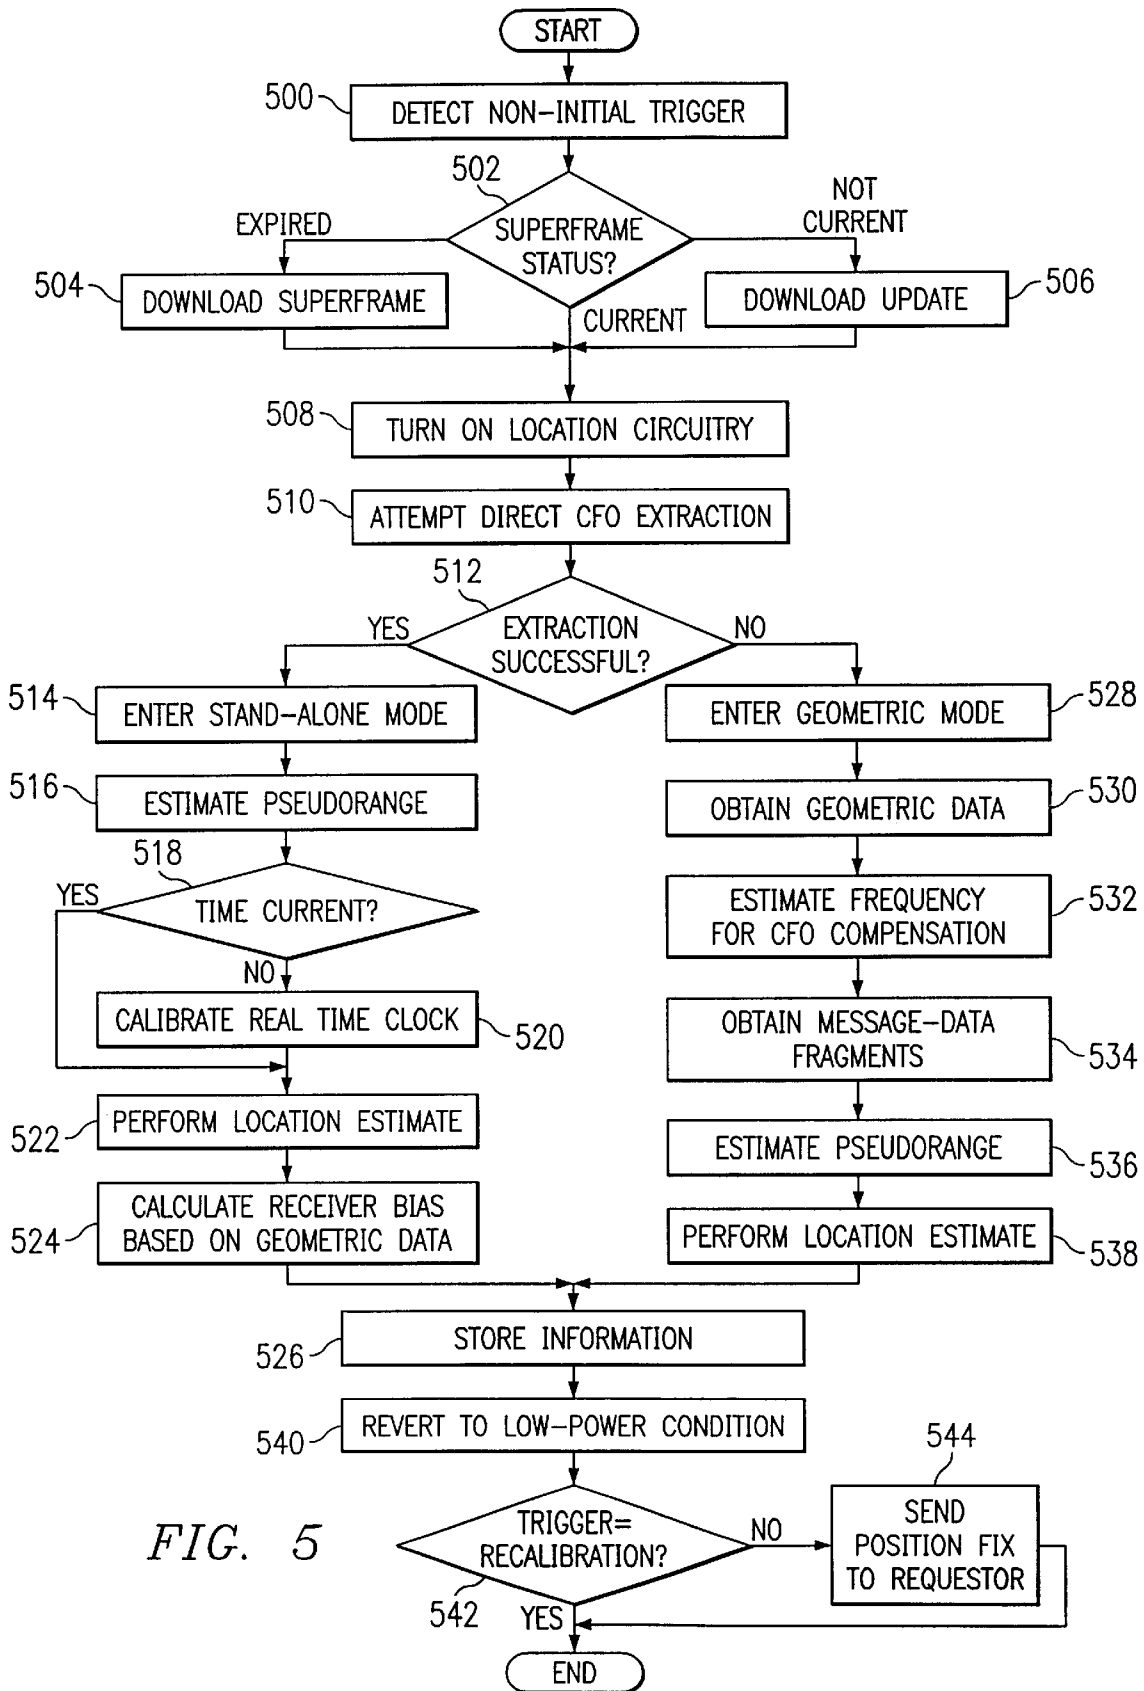 START
500
DETECT NON-INITIAL TRIGGER
502
SUPERFRAME
STATUS?
EXPIRED
NOT
CURRENT
504
DOWNLOAD SUPERFRAME
DOWNLOAD UPDATE
506
CURRENT
508
TURN ON LOCATION CIRCUITRY
510
ATTEMPT DIRECT CFO EXTRACTION
512
EXTRACTION
SUCCESSFUL?
YES
NO
514
ENTER STAND-ALONE MODE
516
ESTIMATE PSEUDORANGE
518
TIME CURRENT?
YES
NO
CALIBRATE REAL TIME CLOCK
520
522
PERFORM LOCATION ESTIMATE
524
CALCULATE RECEIVER BIAS
BASED ON GEOMETRIC DATA
ENTER GEOMETRIC MODE
528
OBTAIN GEOMETRIC DATA
530
ESTIMATE FREQUENCY
FOR CFO COMPENSATION
532
OBTAIN MESSAGE-DATA
FRAGMENTS
534
ESTIMATE PSEUDORANGE
536
PERFORM LOCATION ESTIMATE
538
526
STORE INFORMATION
540
REVERT TO LOW-POWER CONDITION
TRIGGER=
RECALIBRATION?
542
NO
YES
544
SEND
POSITION FIX
TO REQUESTOR
END
FIG. 5